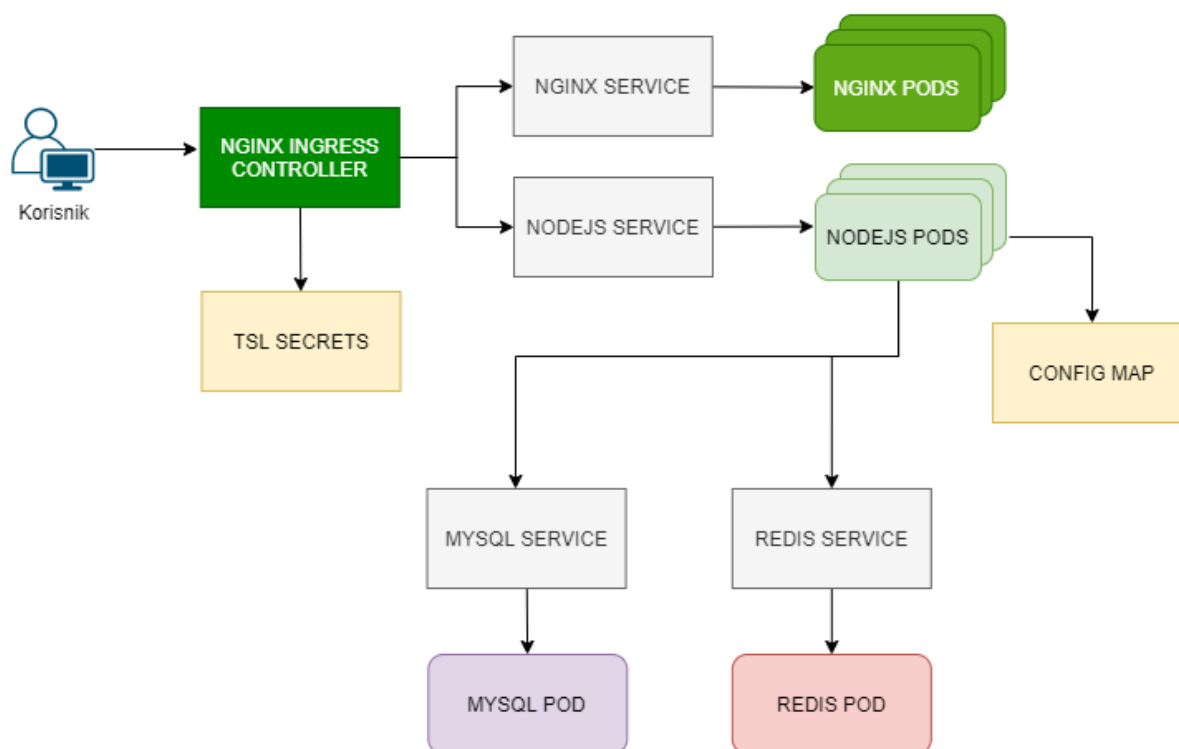 NGINX SERVICE
NGINX PODS
NGINX INGRESS
CONTROLLER
Korisnik
NODEJS SERVICE
NODEJS PODS
TSL SECRETS
CONFIG MAP
MYSQL SERVICE
REDIS SERVICE
MYSQL POD
REDIS POD